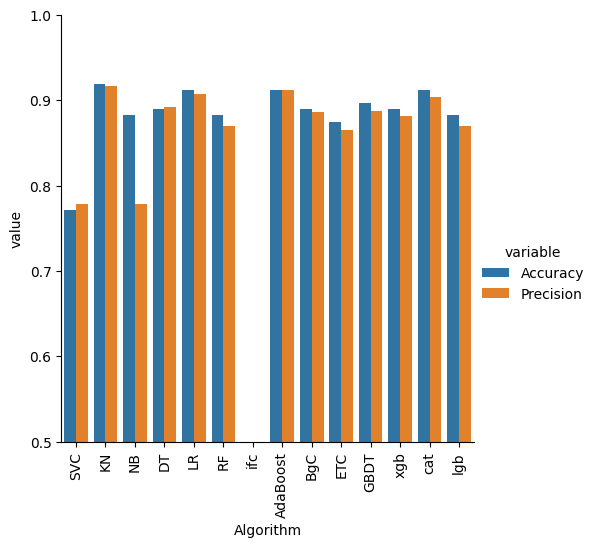 1.0
0.9
0.8
0.7
0.6
0.5
value
SVC
KN
NB
DT
LR
RF
ifc
AdaBoost
BgC
ETC
GBDT
xgb
cat
lgb
Algorithm
variable
Accuracy
Precision